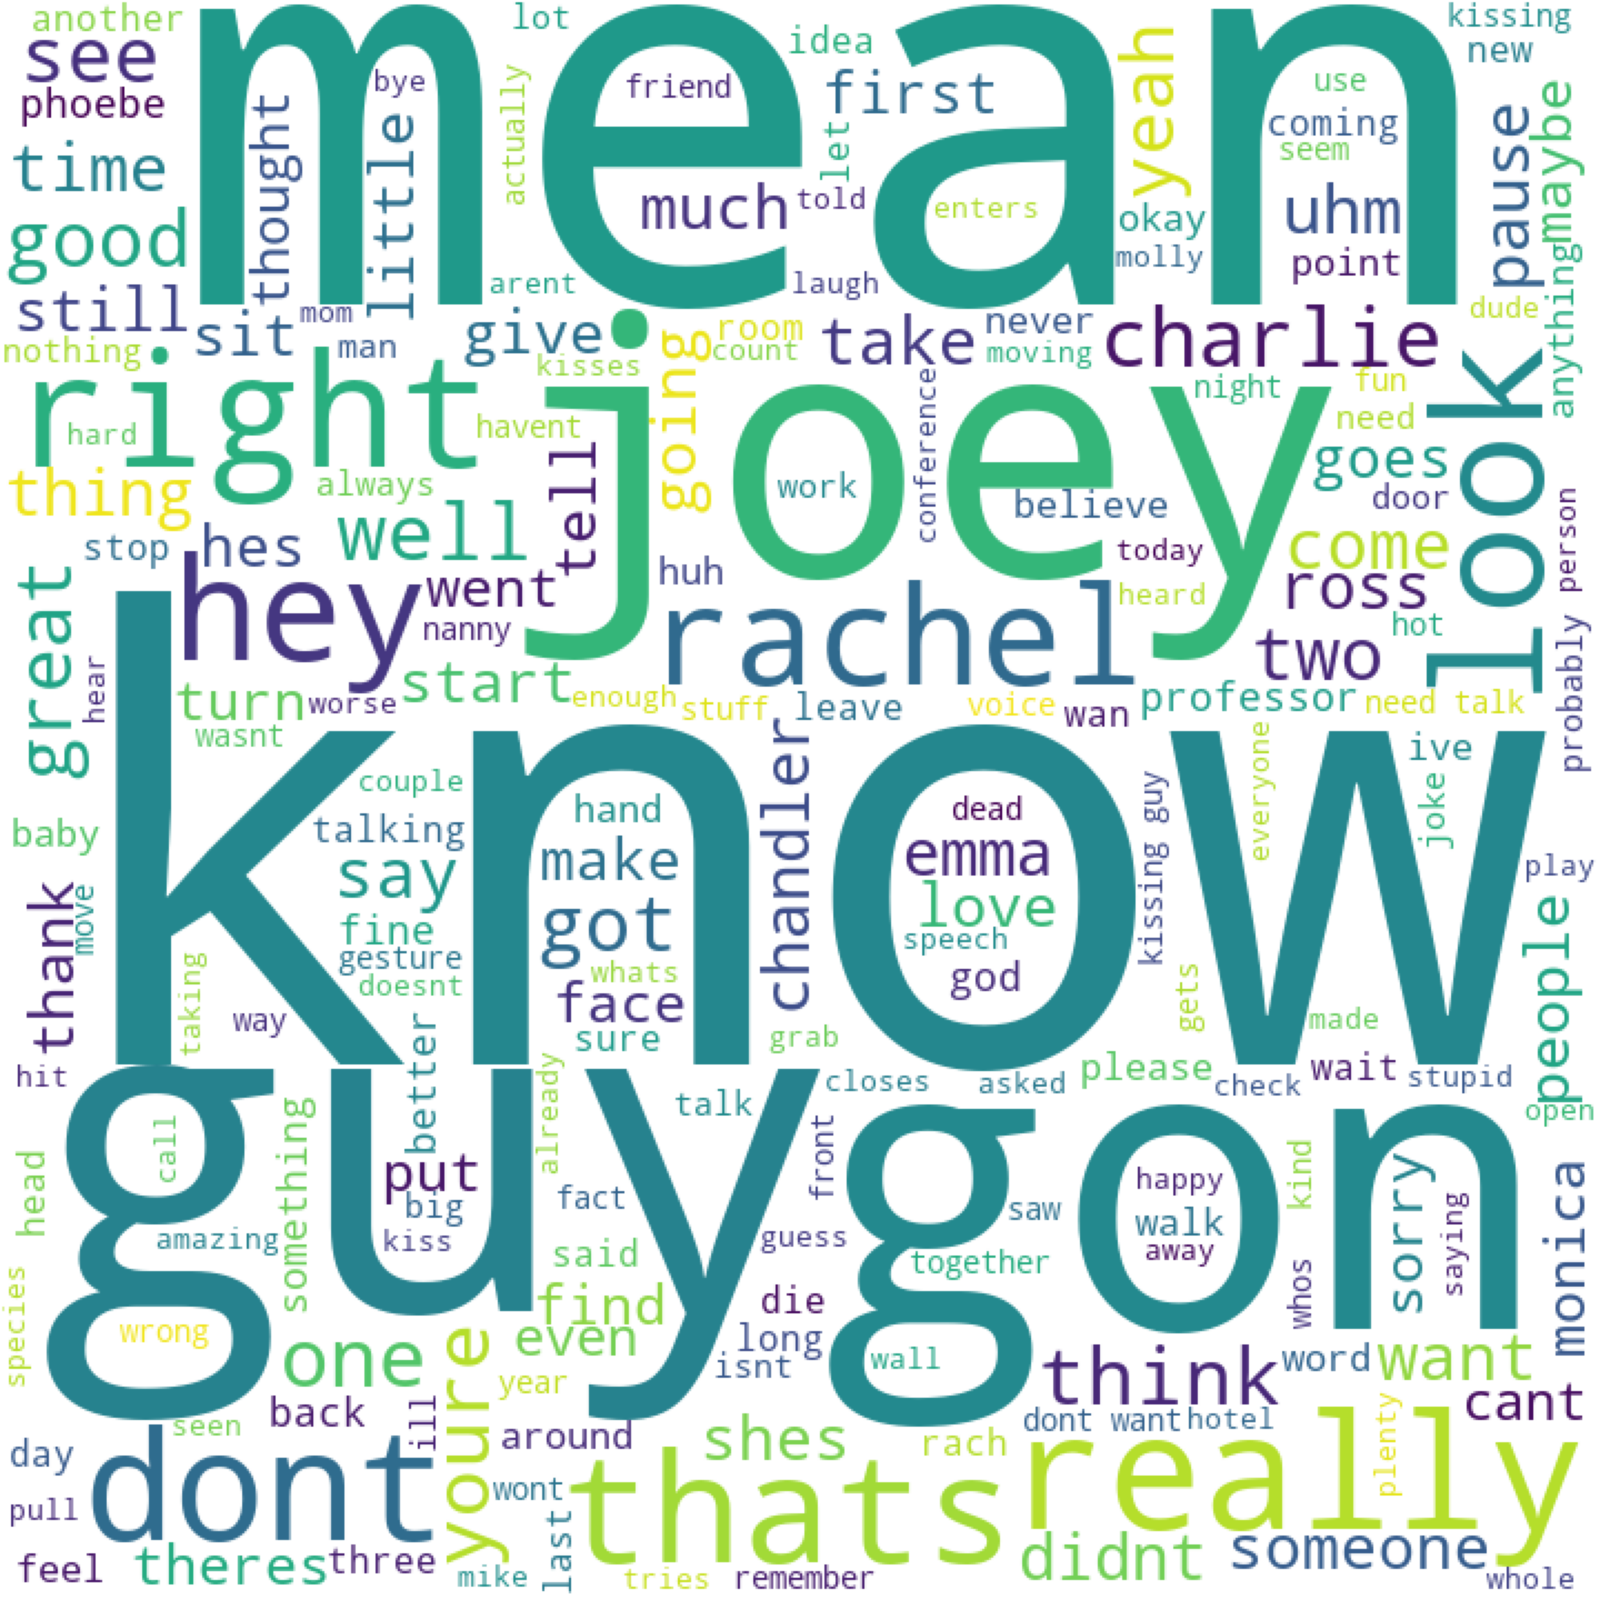 another
lot
kissing
see
mean
idea
yeah
new
bye
friend
first
use
phoebe
actually
coming
thought
little
let
seem
pause
maybe
time
much
told
enters
okay
uhm
good
molly
point
arent
laugh
anything
still
mom
dude
sit
man
give
room
take
never
charlie
nothing
count
moving
kisses
right
joey
going
conference
night
fun
look
hard
havent
need
thing
always
tell
work
believe
goes
door
stop
hes
well
today
come
person
hey
went
huh
heard
ross
great
nanny
rachel
hot
two
hear
turn
worse
start
enough
stuff
leave
voice
wan
professor
need talk
probably
wasnt
know
chandler
everyone
ive
couple
hand
dead
kissing guy
joke
baby
talking
make
emma
play
say
love
thank
move
fine
got
speech
people
gesture
whats
god
doesnt
face
gets
taking
way
better
sure
grab
made
hit
guy
already
closes
asked
please
check
wait
stupid
talk
gon
open
call
something
front
head
put
fact
happy
kind
sorry
monica
big
saw
walk
saying
amazing
kiss
said
guess
together
away
species
find
die
whos
wrong
even
long
one
youre
isnt
wall
think
word
want
year
back
ill
cant
seen
around
shes
rach
dont want
hotel
really
plenty
day
dont
thats
pull
wont
last
didnt
someone
feel
theres
three
mike
tries
remember
whole